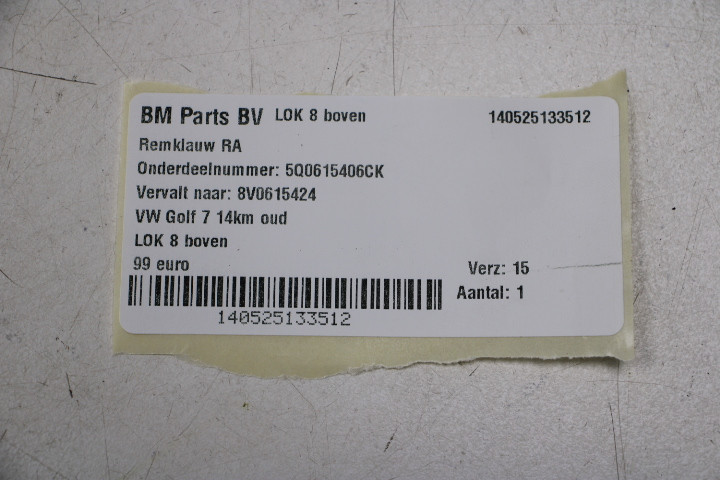 BM Parts BV LOK 8 boven 140525133512
Remklauw RA
Onderdeelnummer: 5Q0615406CK
Vervalt naar: 8V0615424
VW Golf 7 14km oud
LOK 8 boven
99 euro Verz: 15
Aantal: 1
140525133512